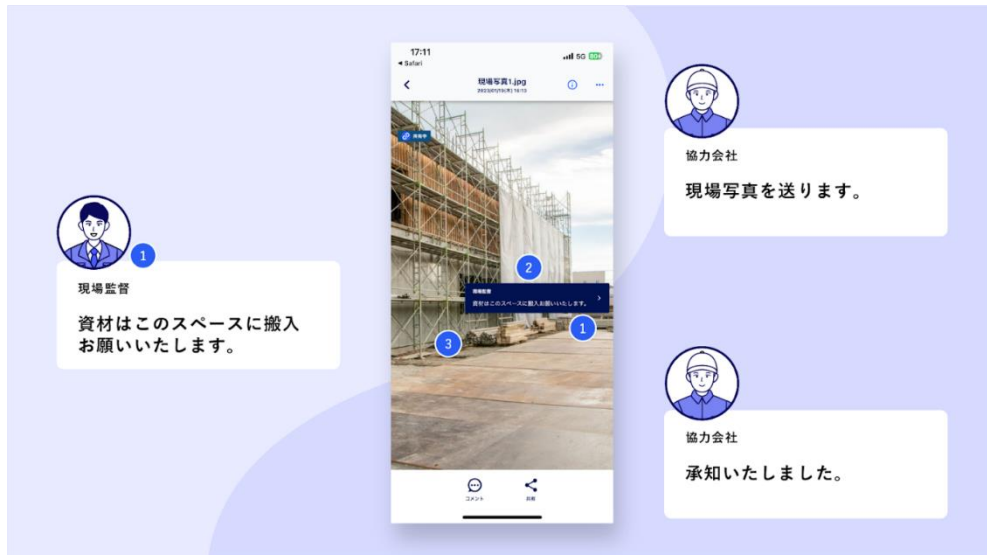 現場監督
資材はこのスペースに搬入
お願いいたします。
1
17:11
Safari
5G
現場写真1.jpg
共有中
2
現場監督
資材はこのスペースに搬入お願いいたします。
1
3
コメント
共有
協力会社
現場写真を送ります。
協力会社
承知いたしました。